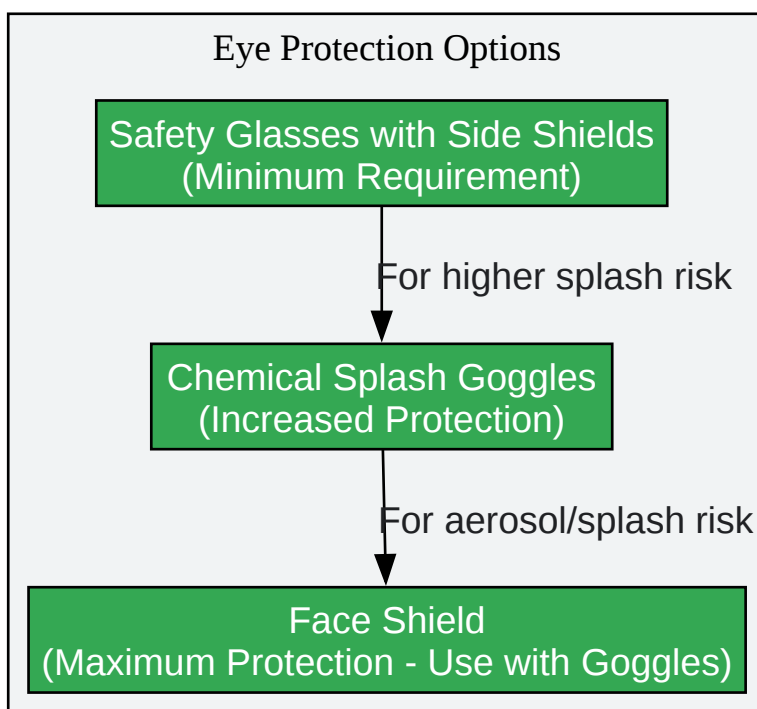 Eye Protection Options
Safety Glasses with Side Shields
(Minimum Requirement)
For higher splash risk
Chemical Splash Goggles
(Increased Protection)
For aerosol/splash risk
Face Shield
(Maximum Protection - Use with Goggles)